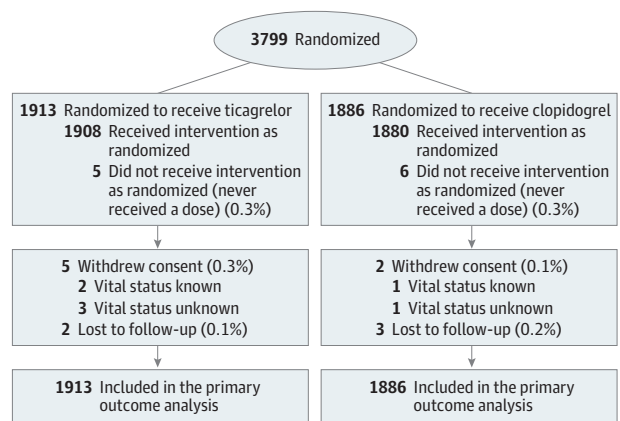 3799 Randomized
1913 Randomized to receive ticagrelor
1908 Received intervention as
randomized
5 Did not receive intervention
as randomized (never
received a dose) (0.3%)
1886 Randomized to receive clopidogrel
1880 Received intervention as
randomized
6 Did not receive intervention
as randomized (never
received a dose) (0.3%)
5 Withdrew consent (0.3%)
2 Vital status known
3 Vital status unknown
2 Lost to follow-up (0.1%)
2 Withdrew consent (0.1%)
1 Vital status known
1 Vital status unknown
3 Lost to follow-up (0.2%)
1913 Included in the primary
outcome analysis
1886 Included in the primary
outcome analysis